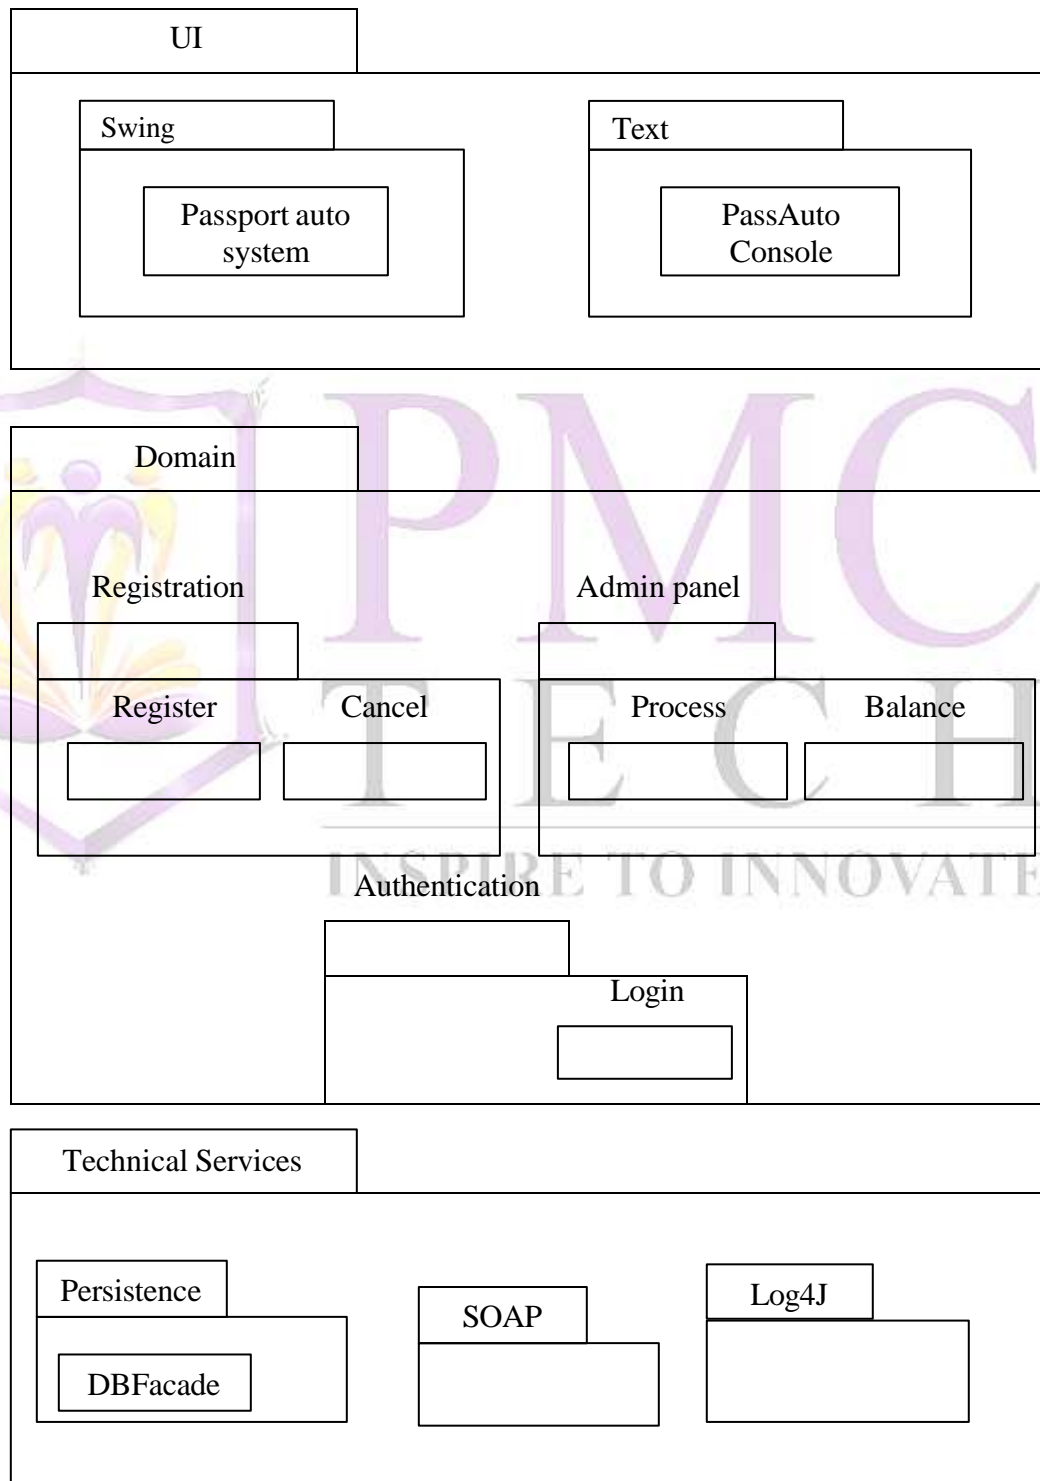 UI
Swing
Text
Passport auto
system
PassAuto
Console
PMC
Domain
Registration
Admin panel
TECH
Register
Cancel
Process
Balance
INSPIRE TO INNOVATE
Authentication
Login
Technical Services
Persistence
SOAP
Log4J
DBFacade